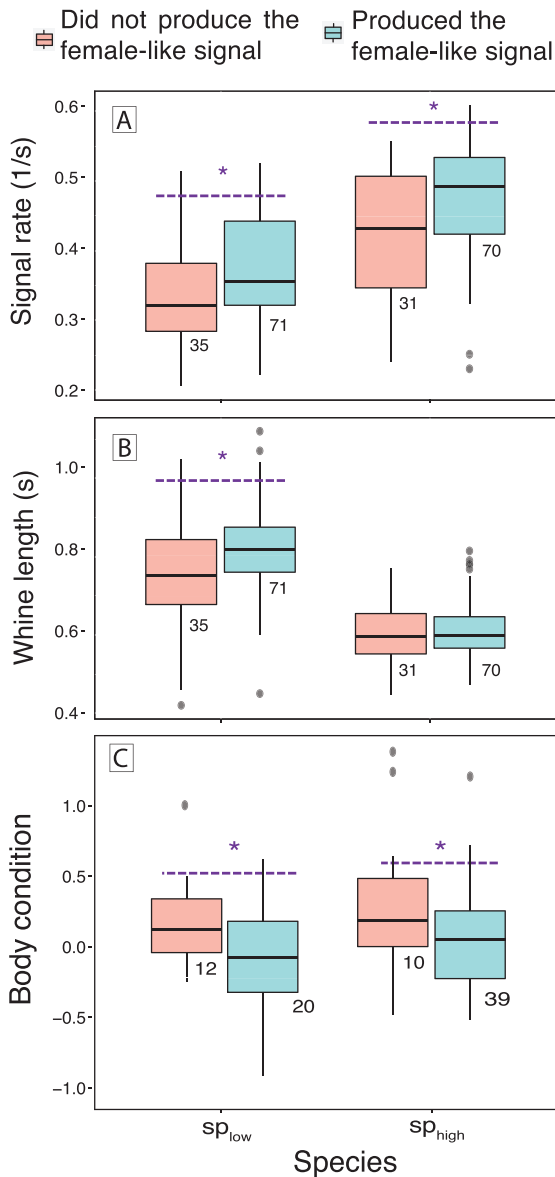 Did not produce the
female-like signal
Produced the
female-like signal
A
Signal rate (1/s)
0.6
0.5
0.4
0.3
0.2
*
*
35
71
31
70
B
Whine length (s)
1.0
0.8
0.6
0.4
*
35
71
31
70
C
Body condition
1.0
0.5
0.0
−0.5
−1.0
*
*
12
20
10
39
sp_low
sp_high
Species